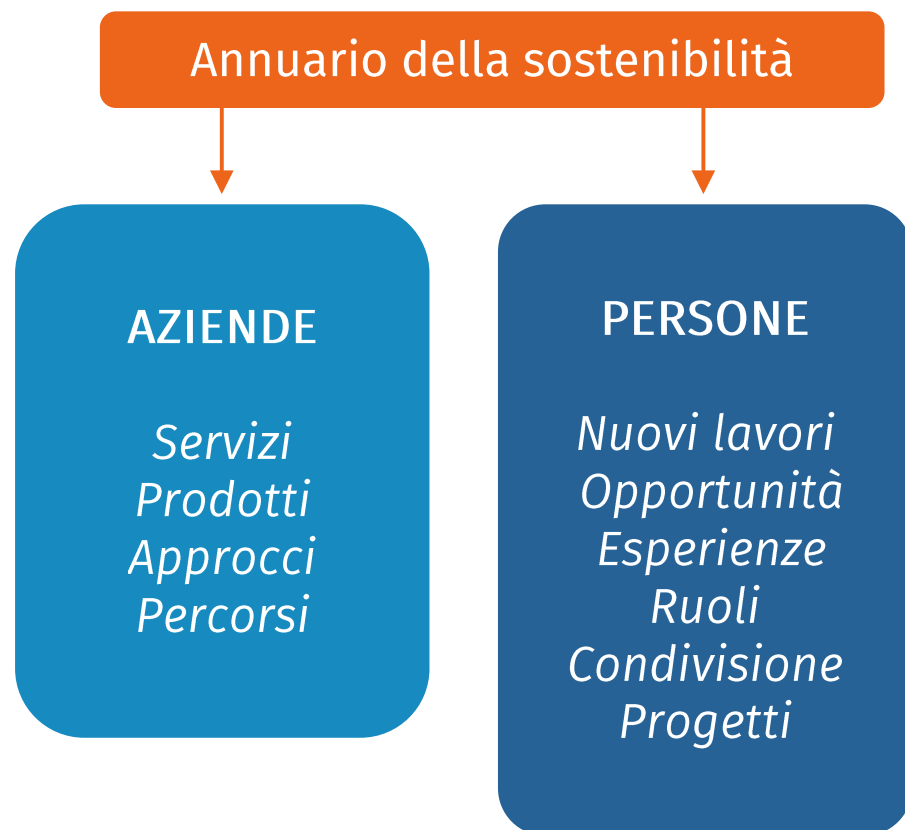 Annuario della sostenibilità
AZIENDE
Servizi
Prodotti
Approcci
Percorsi
PERSONE
Nuovi lavori
Opportunità
Esperienze
Ruoli
Condivisione
Progetti